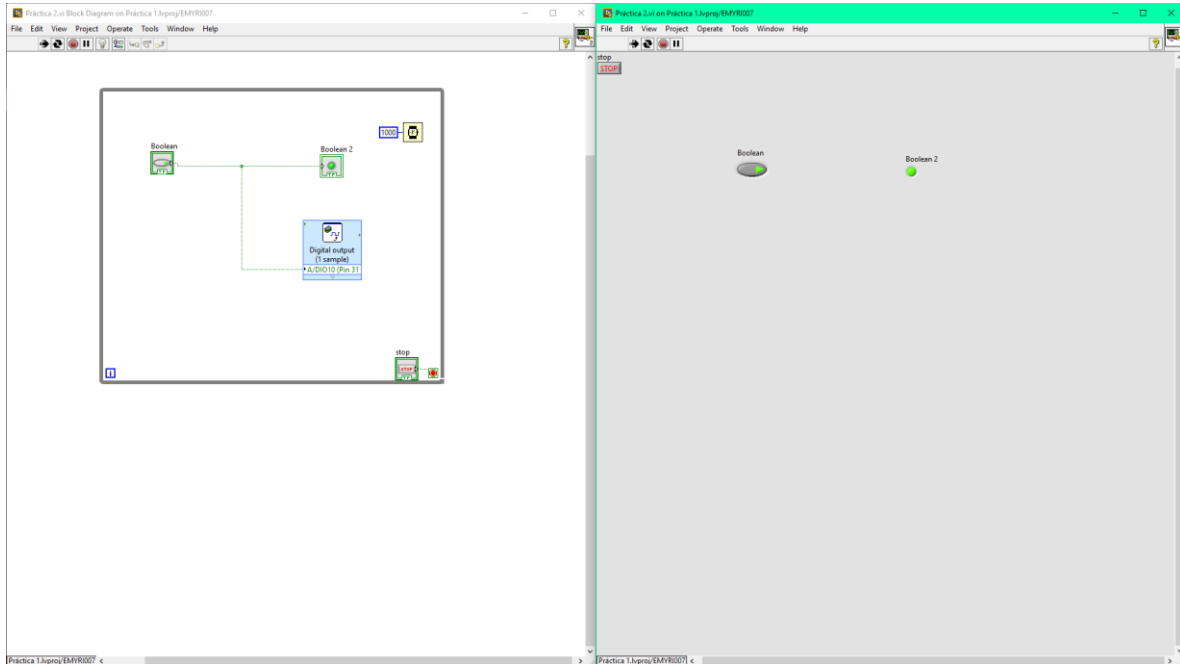 Práctica 2.vi Block Diagram on Práctica 1.lvproj/EMYRI007
File Edit View Project Operate Tools Window Help
1000
Boolean
TF
Boolean 2
TF
Digital output
(1 sample)
A/DIO10 (Pin 31
stop
STOP
TF
i
Práctica 1.lvproj/EMYRI007
Práctica 2.vi on Práctica 1.lvproj/EMYRI007
File Edit View Project Operate Tools Window Help
stop
STOP
Boolean
Boolean 2
Práctica 1.lvproj/EMYRI007